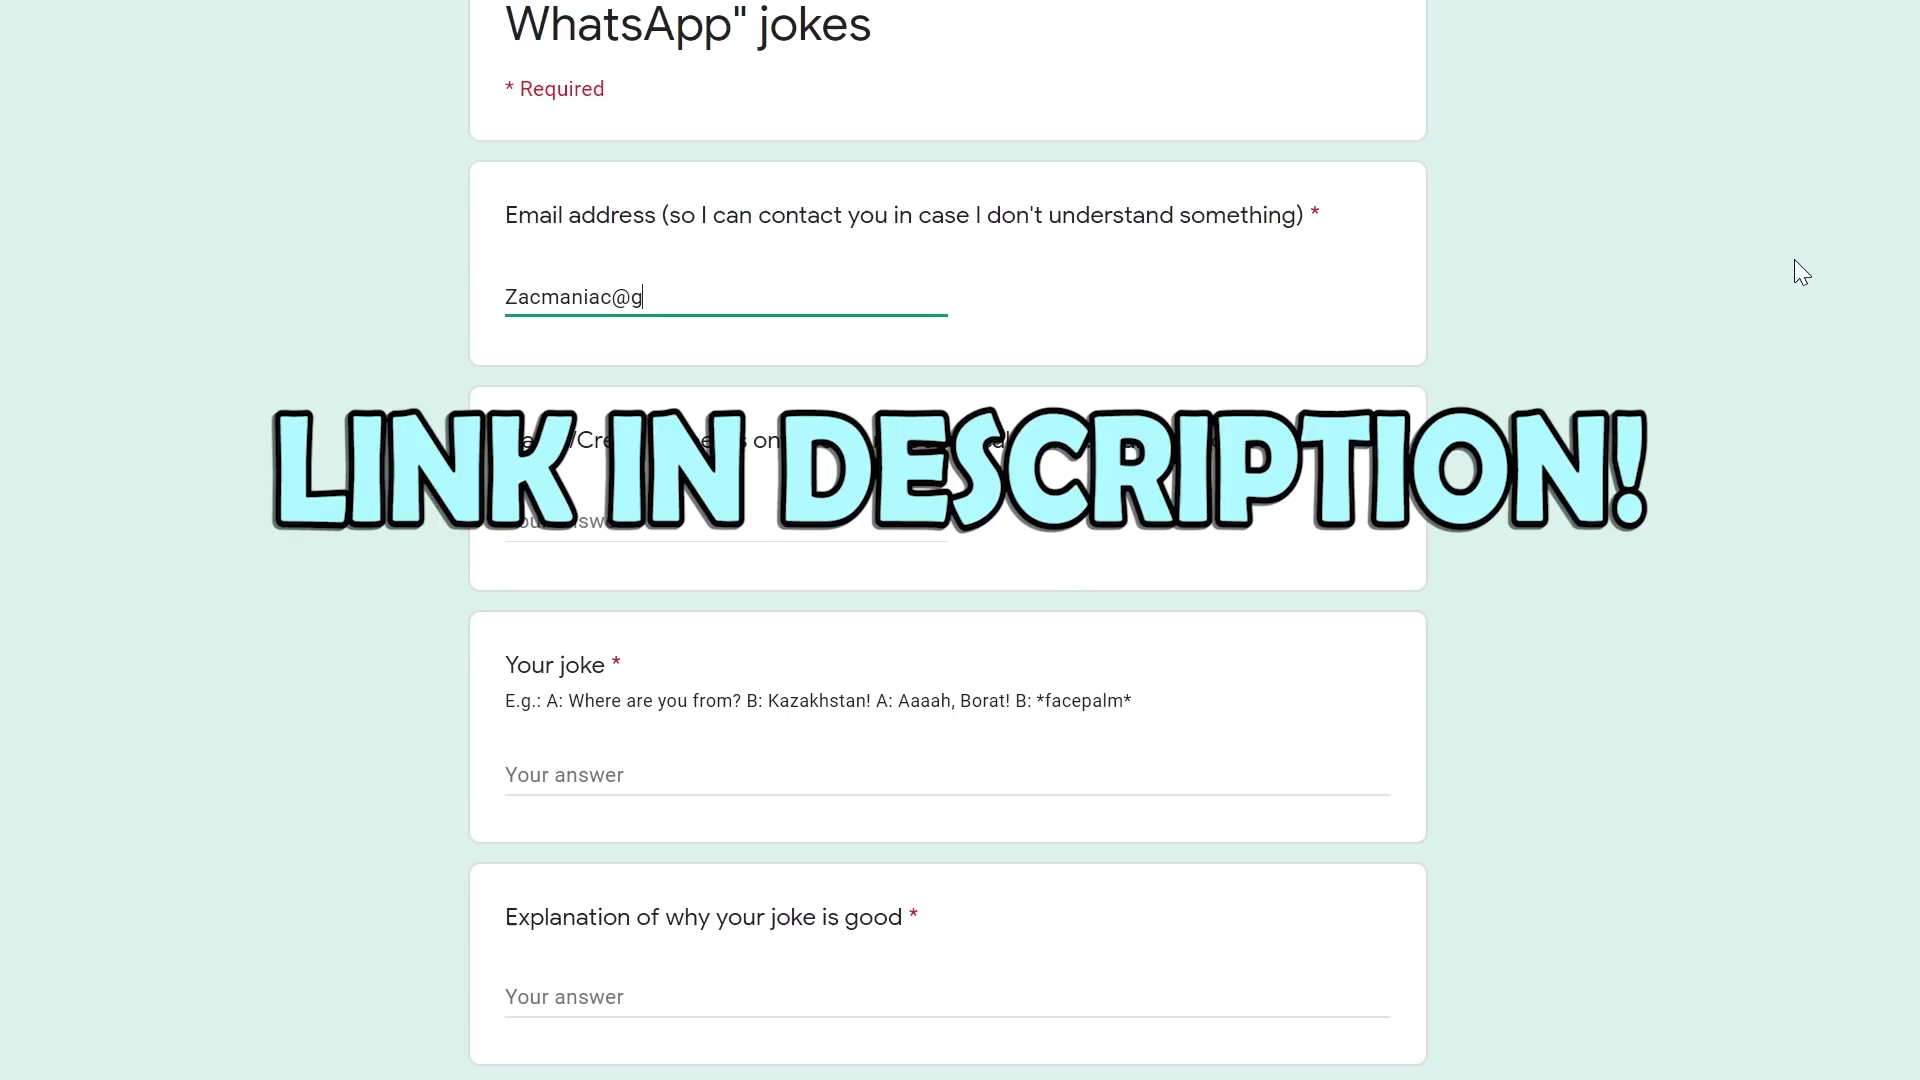 WhatsApp" jokes
* Required
Email address (so I can contact you in case I don't understand something) *
Zacmaniac@g
LINK IN DESCRIPTION!
Your joke *
E.g.: A: Where are you from? B: Kazakhstan! A: Aaaah, Borat! B: *facepalm*
Your answer
Explanation of why your joke is good *
Your answer